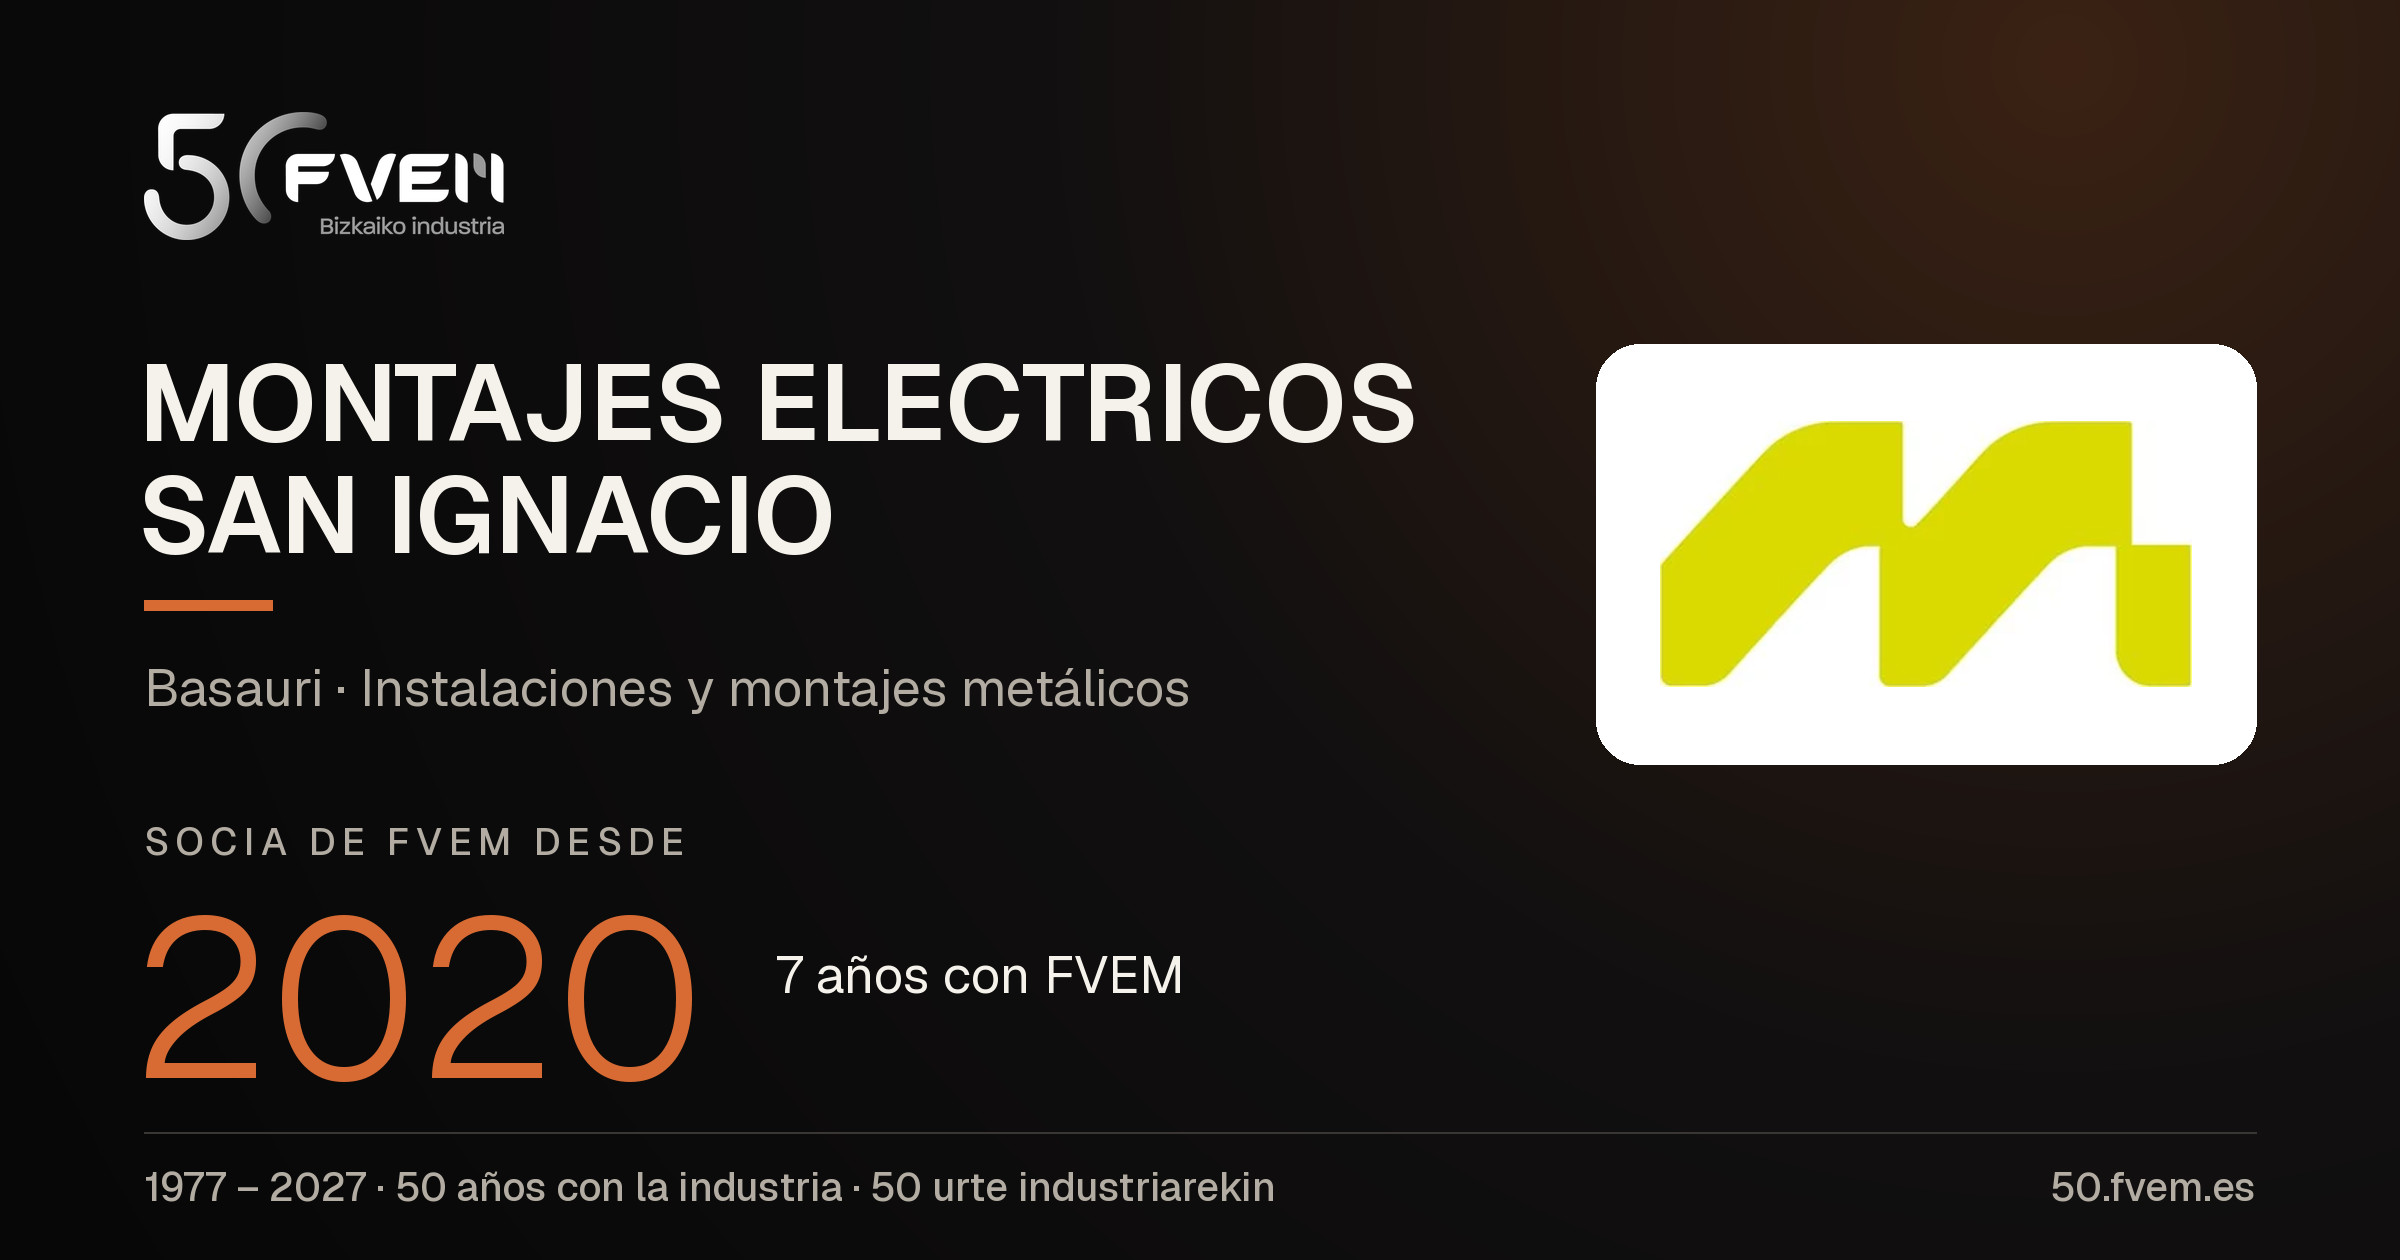 50 FVEM
Bizkaiko industria
MONTAJES ELECTRICOS
SAN IGNACIO
Basauri · Instalaciones y montajes metálicos
SOCIA DE FVEM DESDE
2020
7 años con FVEM
1977 – 2027 · 50 años con la industria · 50 urte industriarekin
50.fvem.es